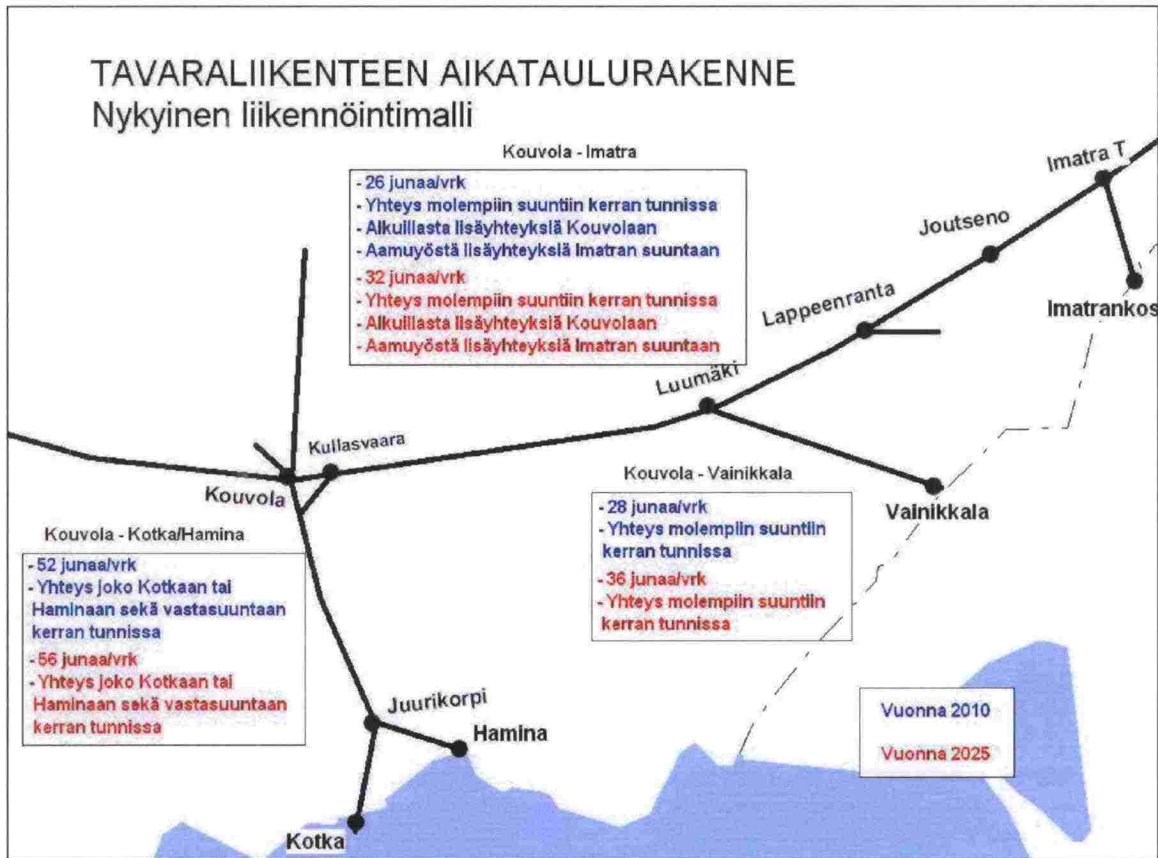 TAVARALIIKENTEEN AIKATAULURAKENNE
Nykyinen liikennöintimalli
Kouvola - Imatra
- 26 junaa/vrk
- Yhteys molempiin suuntiin kerran tunnissa
- Alkuillasta lisäyhteyksiä Kouvolaan
- Aamuyöstä lisäyhteyksiä Imatran suuntaan
- 32 junaa/vrk
- Yhteys molempiin suuntiin kerran tunnissa
- Alkuillasta lisäyhteyksiä Kouvolaan
- Aamuyöstä lisäyhteyksiä Imatran suuntaan
Imatra T
Joutseno
Imatrankos
Lappeenranta
Luumäki
Kullasvaara
Kouvola
Vainikkala
Kouvola - Vainikkala
- 28 junaa/vrk
- Yhteys molempiin suuntiin
kerran tunnissa
- 36 junaa/vrk
- Yhteys molempiin suuntiin
kerran tunnissa
Kouvola - Kotka/Hamina
- 52 junaa/vrk
- Yhteys joko Kotkaan tai
Haminaan sekä vastasuuntaan
kerran tunnissa
- 56 junaa/vrk
- Yhteys joko Kotkaan tai
Haminaan sekä vastasuuntaan
kerran tunnissa
Juurikorpi
Hamina
Kotka
Vuonna 2010
Vuonna 2025